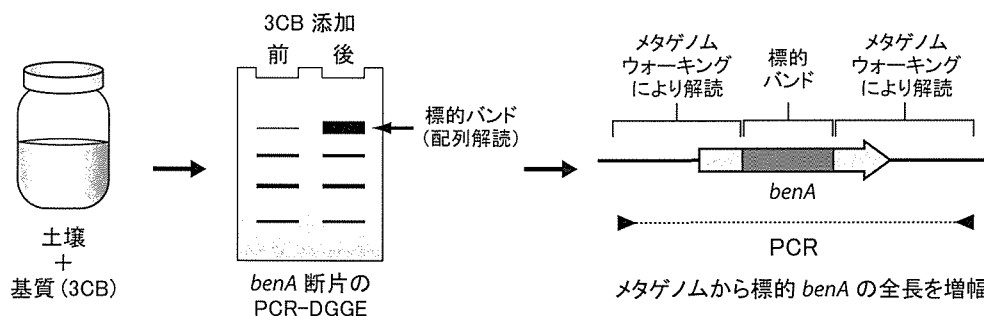 土壌
+
基質 (3CB)
3CB 添加
前 後
標的バンド
(配列解読)
benA 断片の
PCR-DGGE
メタゲノム
ウォーキング
により解読
標的
バンド
メタゲノム
ウォーキング
により解読
benA
PCR
メタゲノムから標的 benA の全長を増幅